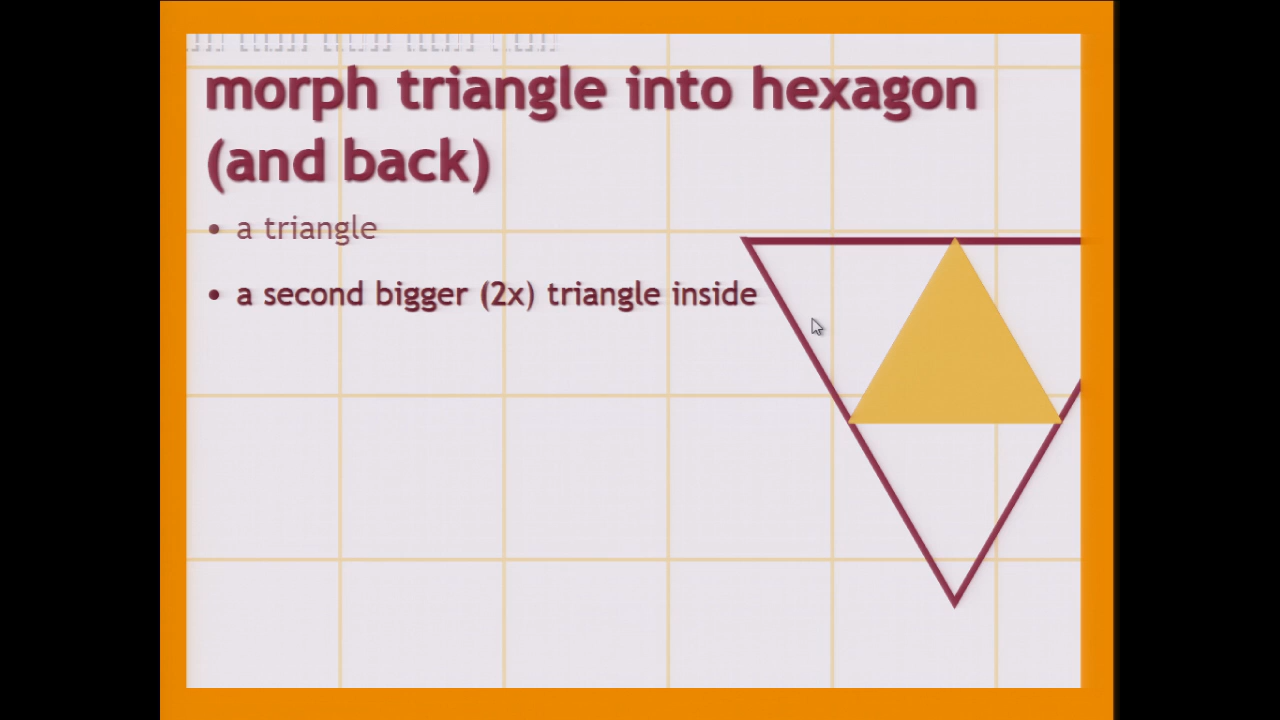 morph triangle into hexagon
(and back)
• a triangle
• a second bigger (2x) triangle inside